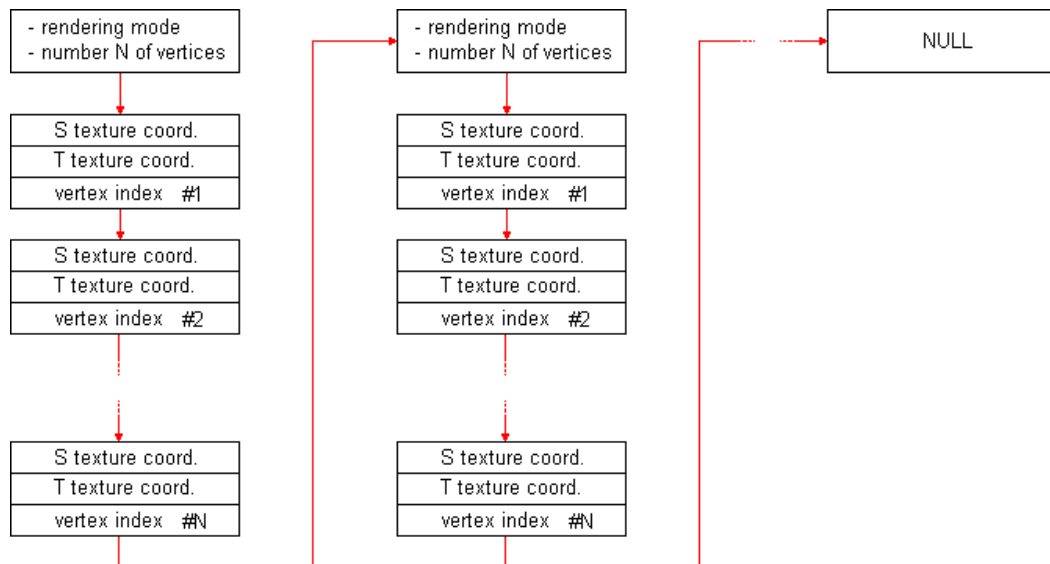 - rendering mode
- number N of vertices
S texture coord.
T texture coord.
vertex index #1
S texture coord.
T texture coord.
vertex index #2
S texture coord.
T texture coord.
vertex index #N
- rendering mode
- number N of vertices
S texture coord.
T texture coord.
vertex index #1
S texture coord.
T texture coord.
vertex index #2
S texture coord.
T texture coord.
vertex index #N
NULL